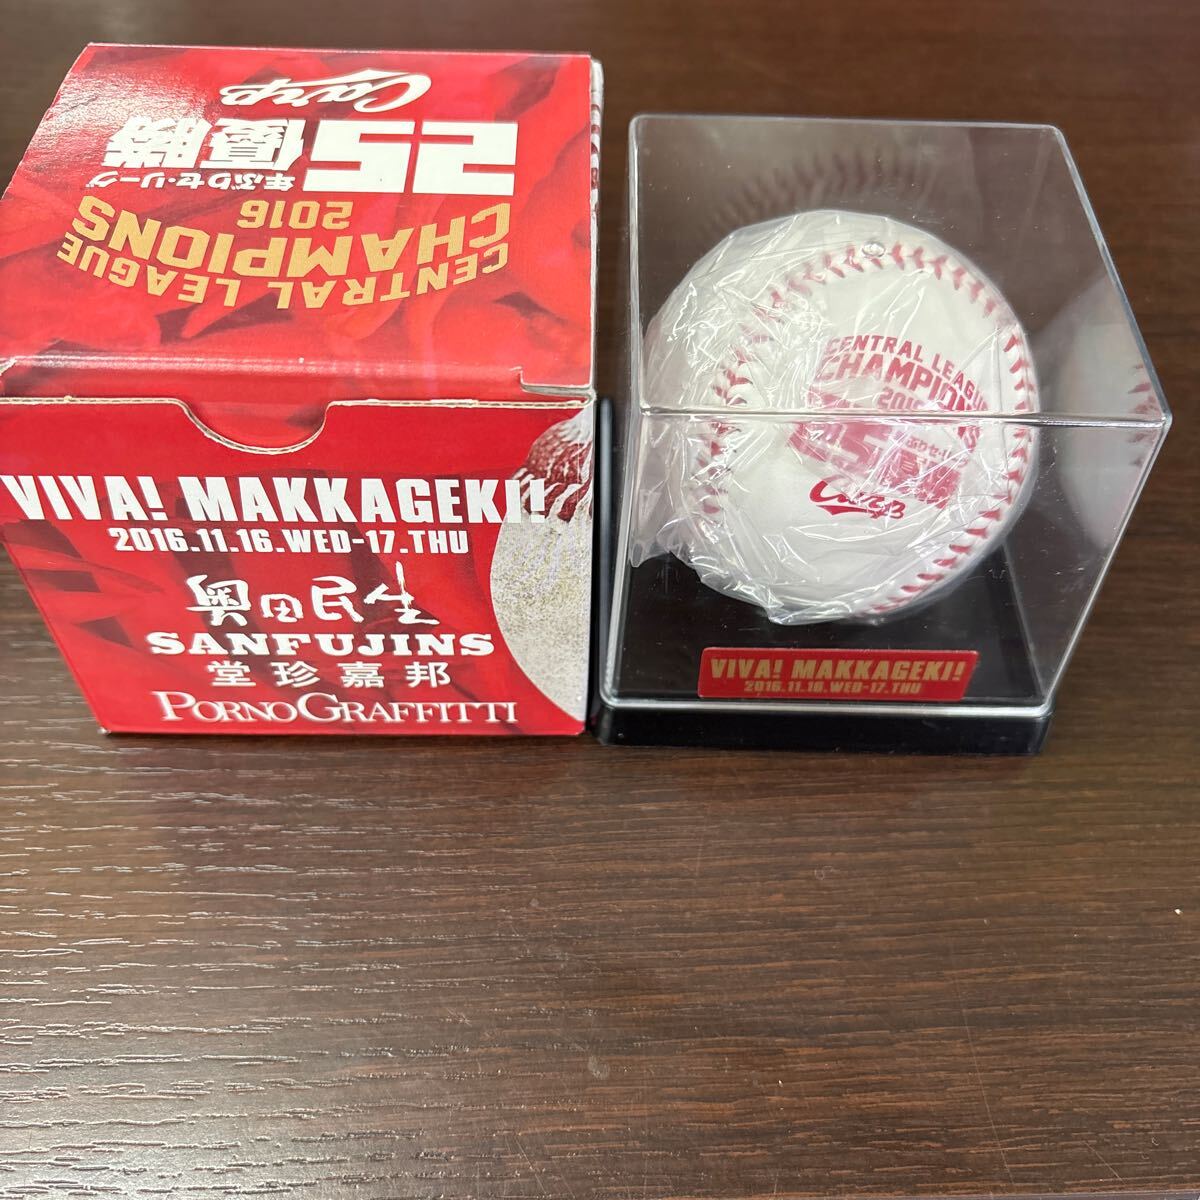 Carp
25
年ぶりセ・リーグ
優勝
2016
CENTRAL LEAGUE
CHAMPIONS
VIVA! MAKKAGEKI!
2016.11.16.WED-17.THU
奥田民生
SANFUJINS
堂珍嘉邦
PORNOGRAFFITTI
CENTRAL LEAGUE
CHAMPIONS
Carp
VIVA! MAKKAGEKI!
2016.11.16.WED-17.THU